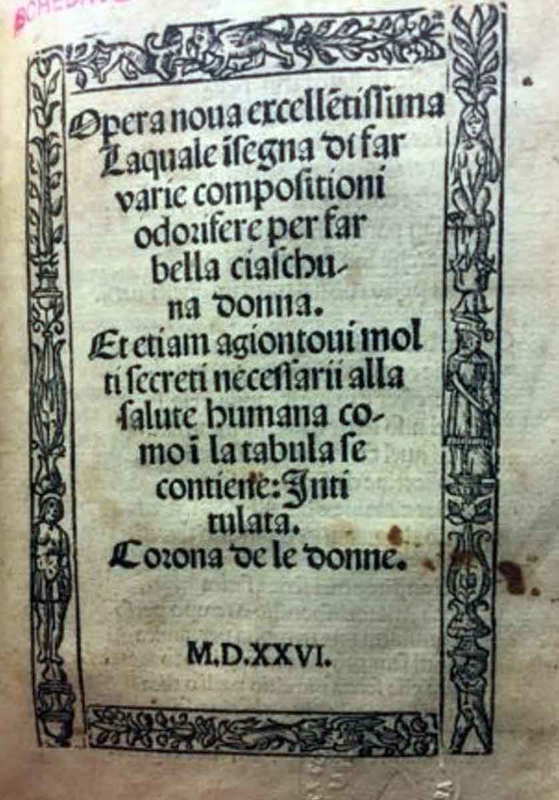 SCHEDA
Opera noua excellẽtissima
Laquale ĩsegna di far
varie compositioni
odorifere per far
bella ciaschu-
na donna.
Et etiam agiontoui mol
ti secreti necessarii alla
salute humana co-
mo ĩ la tabula se
contiene: Inti
tulata.
Corona de le donne.
M.D.XXVI.